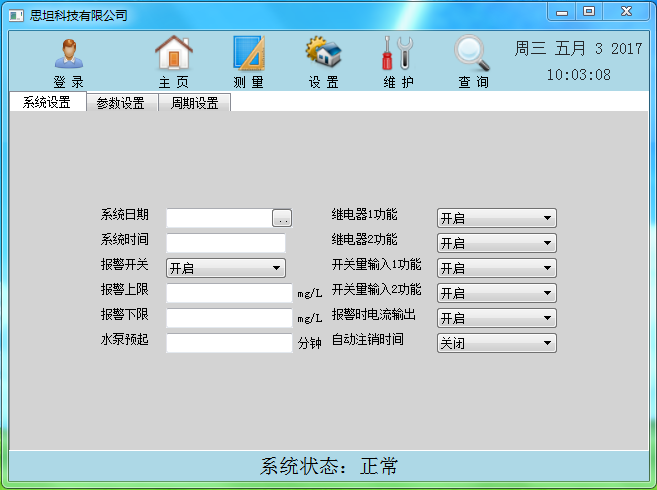 思坦科技有限公司
周三 五月 3 2017
10:03:08
登 录
主 页
测 量
设 置
维 护
查 询
系统设置
参数设置
周期设置
系统日期 .. 继电器1功能 开启
系统时间 继电器2功能 开启
报警开关 开启 开关量输入1功能 开启
报警上限 mg/L 开关量输入2功能 开启
报警下限 mg/L 报警时电流输出 开启
水泵预起 分钟 自动注销时间 关闭
系统状态：正常